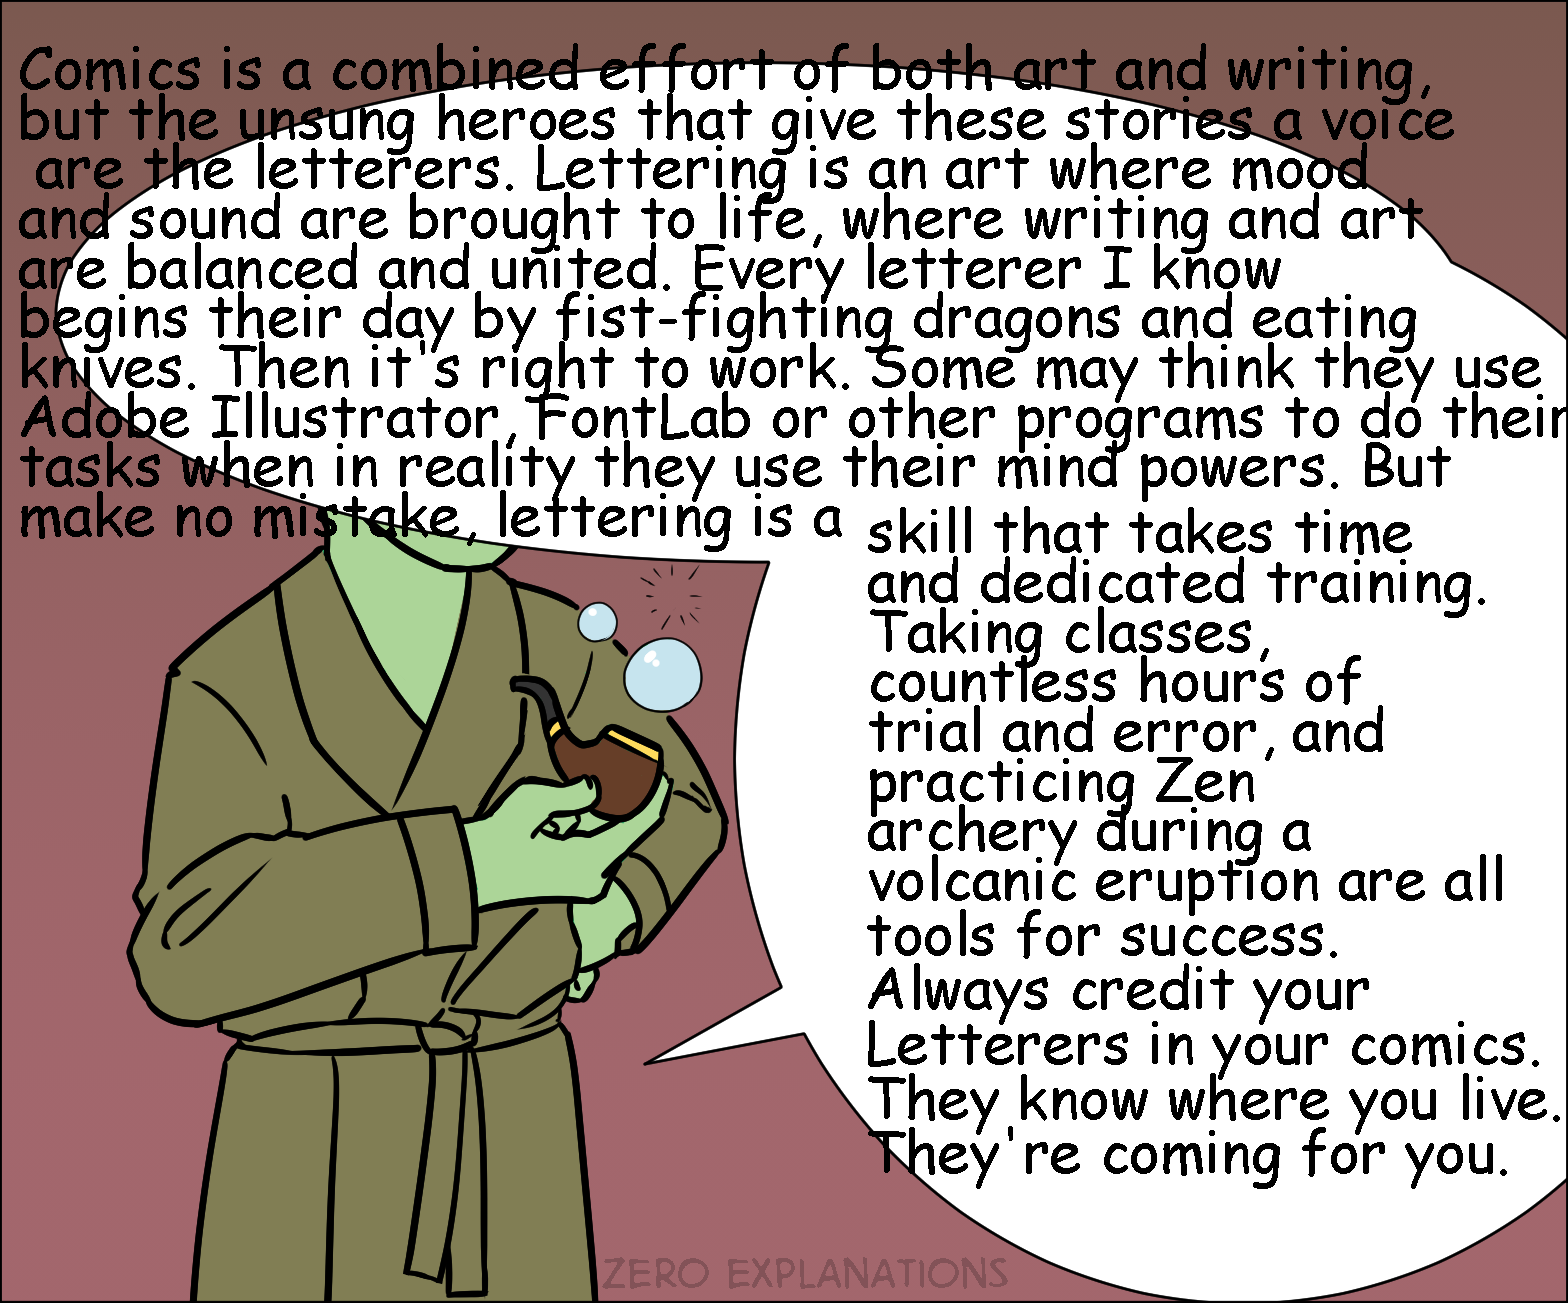 Comics is a combined effort of both art and writing,
but the unsung heroes that give these stories a voice
are the letterers. Lettering is an art where mood
and sound are brought to life, where writing and art
are balanced and united. Every letterer I know
begins their day by fist-fighting dragons and eating
knives. Then it's right to work. Some may think they use
Adobe Illustrator, FontLab or other programs to do their
tasks when in reality they use their mind powers. But
make no mistake, lettering is a
skill that takes time
and dedicated training.
Taking classes,
countless hours of
trial and error, and
practicing Zen
archery during a
volcanic eruption are all
tools for success.
Always credit your
Letterers in your comics.
They know where you live.
They're coming for you.
ZERO EXPLANATIONS